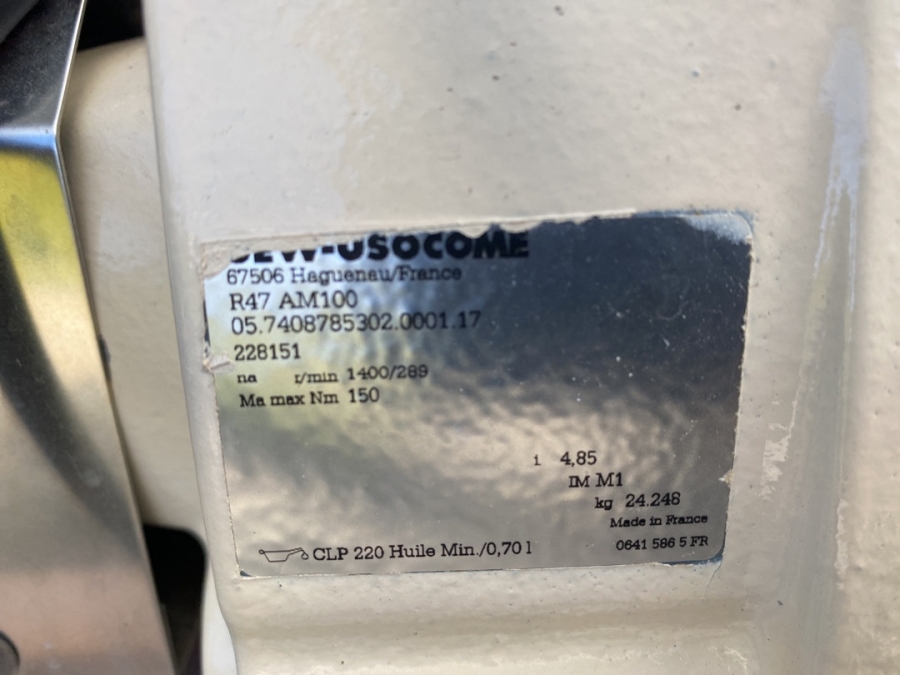 SEW-USOCOME
67506 Haguenau/France
R47 AM100
05.7408785302.0001.17
228151
na r/min 1400/289
Ma max Nm 150
i 4,85
IM M1
kg 24.248
Made in France
CLP 220 Huile Min./0,70 l
0641 586 5 FR